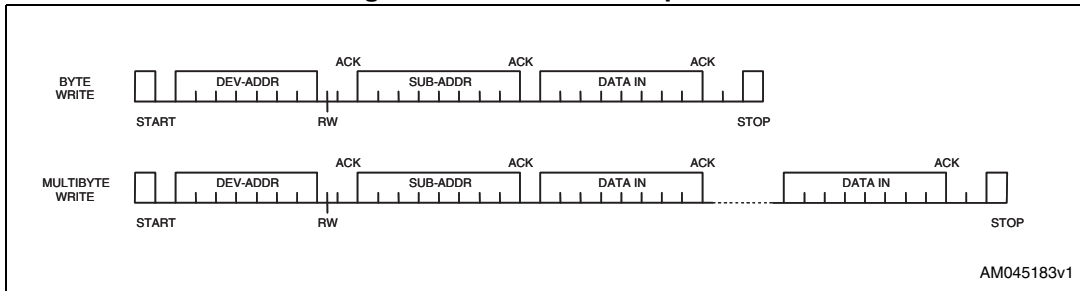 ACK ACK ACK
BYTE WRITE DEV-ADDR SUB-ADDR DATA IN
START RW STOP
ACK ACK ACK ACK
MULTIBYTE WRITE DEV-ADDR SUB-ADDR DATA IN DATA IN
START RW STOP
AM045183v1